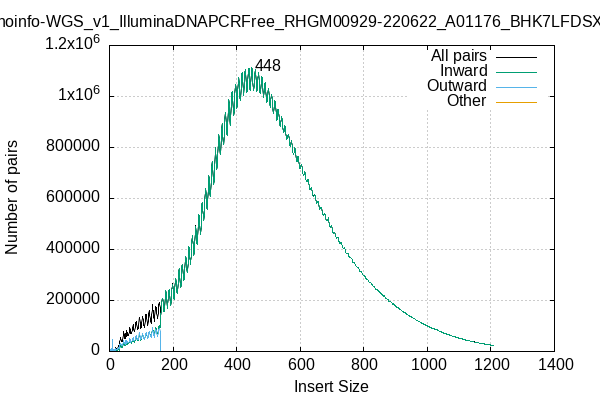 noinfo-WGS_v1_IlluminaDNAPCRFree_RHGM00929-220622_A01176_BHK7LFDSX
1.2x10^6
1x10^6
800000
600000
400000
200000
0
Number of pairs
448
All pairs
Inward
Outward
Other
0 200 400 600 800 1000 1200 1400
Insert Size